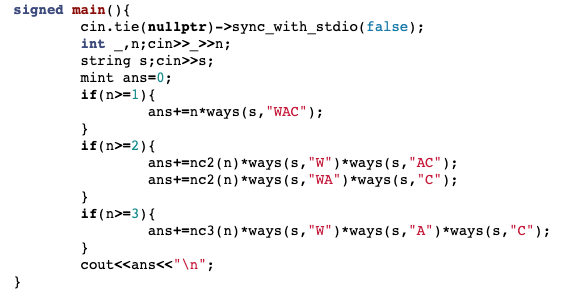 signed main(){
        cin.tie(nullptr)->sync_with_stdio(false);
        int _,n;cin>>_>>n;
        string s;cin>>s;
        mint ans=0;
        if(n>=1){
                ans+=n*ways(s,"WAC");
        }
        if(n>=2){
                ans+=nc2(n)*ways(s,"W")*ways(s,"AC");
                ans+=nc2(n)*ways(s,"WA")*ways(s,"C");
        }
        if(n>=3){
                ans+=nc3(n)*ways(s,"W")*ways(s,"A")*ways(s,"C");
        }
        cout<<ans<<"\n";
}